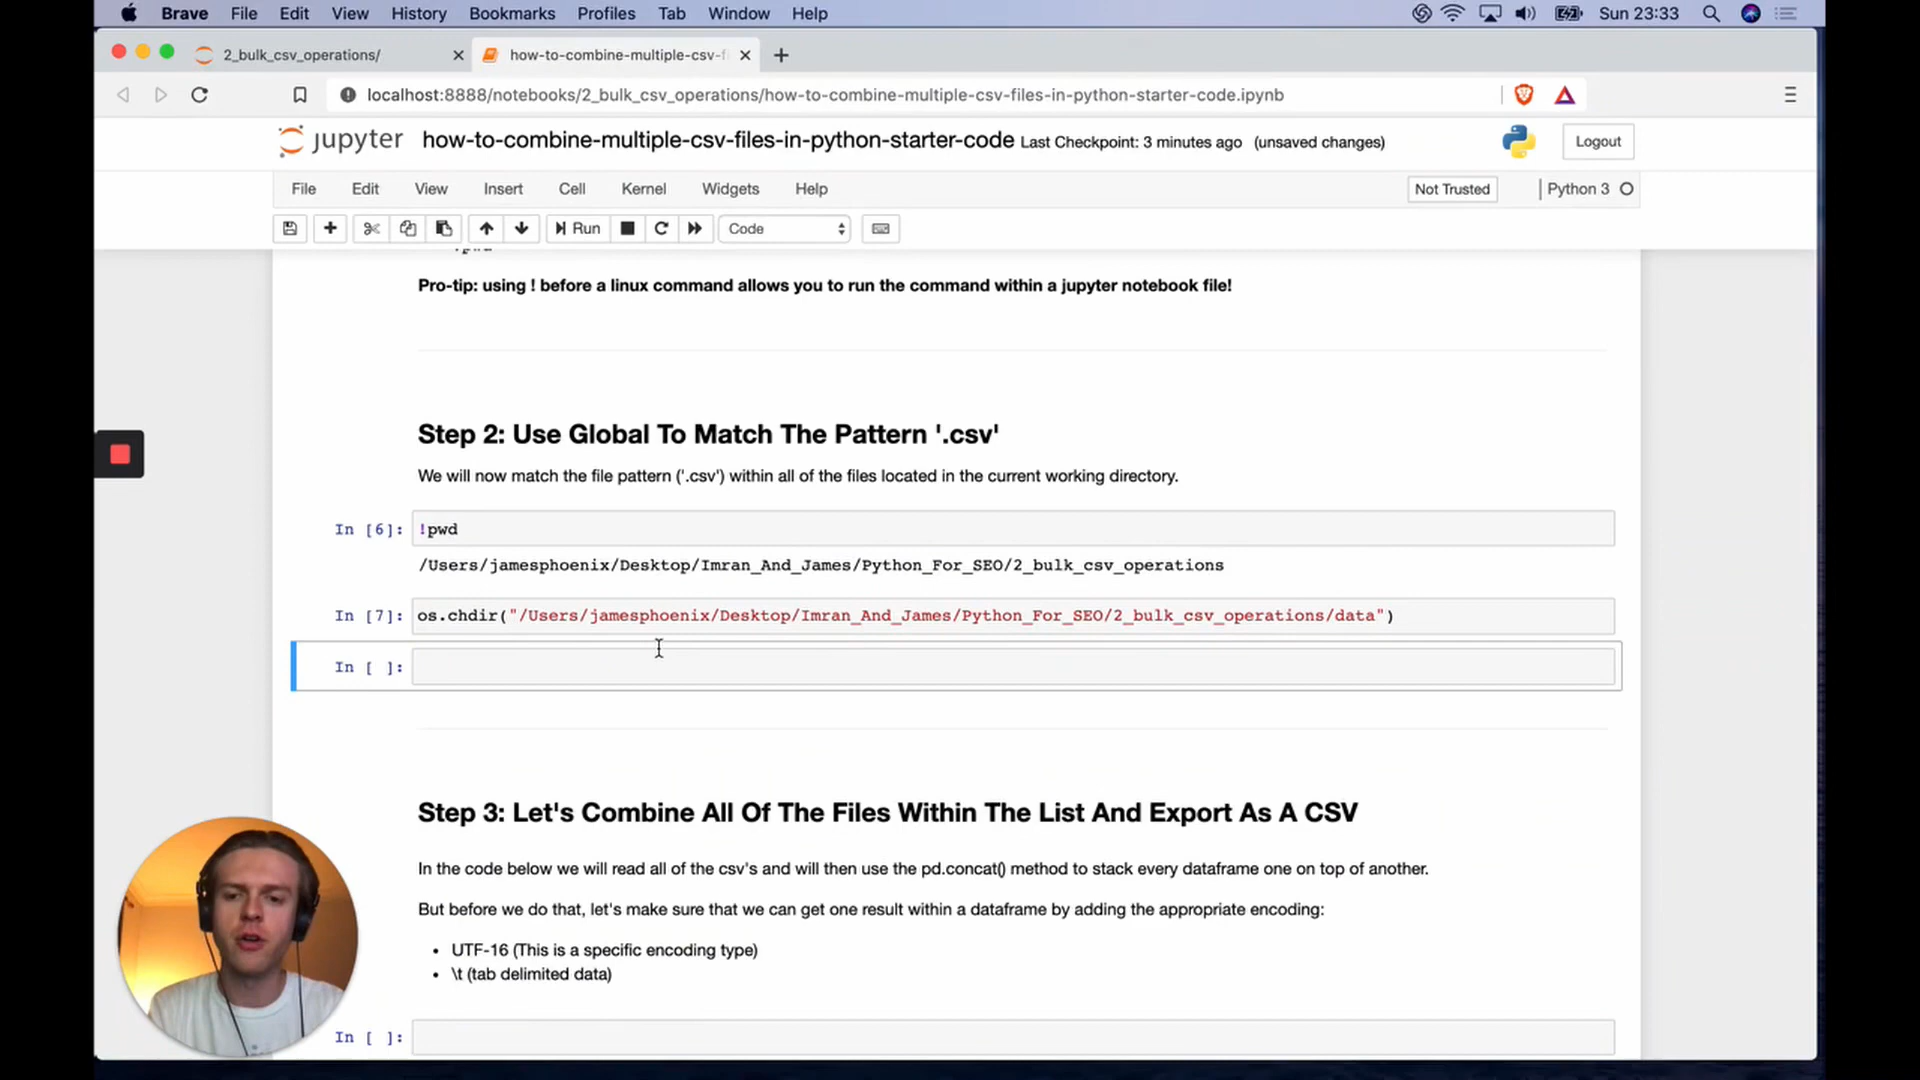 Brave File Edit View History Bookmarks Profiles Tab Window Help Sun 23:33
2_bulk_csv_operations/ how-to-combine-multiple-csv-f
localhost:8888/notebooks/2_bulk_csv_operations/how-to-combine-multiple-csv-files-in-python-starter-code.ipynb
jupyter how-to-combine-multiple-csv-files-in-python-starter-code Last Checkpoint: 3 minutes ago (unsaved changes) Logout
File Edit View Insert Cell Kernel Widgets Help Not Trusted Python 3
Run Code
Pro-tip: using ! before a linux command allows you to run the command within a jupyter notebook file!
Step 2: Use Global To Match The Pattern '.csv'
We will now match the file pattern ('.csv') within all of the files located in the current working directory.
In [6]: !pwd
/Users/jamesphoenix/Desktop/Imran_And_James/Python_For_SEO/2_bulk_csv_operations
In [7]: os.chdir("/Users/jamesphoenix/Desktop/Imran_And_James/Python_For_SEO/2_bulk_csv_operations/data")
In [ ]:
Step 3: Let's Combine All Of The Files Within The List And Export As A CSV
In the code below we will read all of the csv's and will then use the pd.concat() method to stack every dataframe one on top of another.
But before we do that, let's make sure that we can get one result within a dataframe by adding the appropriate encoding:
• UTF-16 (This is a specific encoding type)
• \t (tab delimited data)
In [ ]: